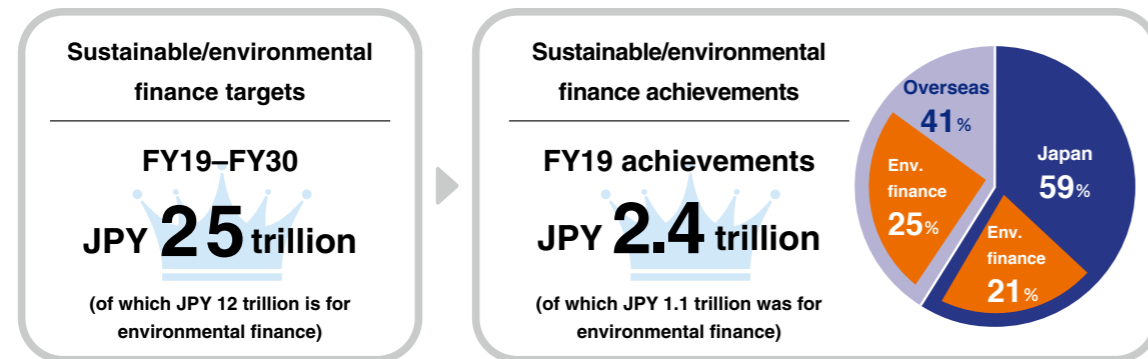 Sustainable/environmental
finance targets
FY19–FY30
JPY 25 trillion
(of which JPY 12 trillion is for
environmental finance)
Sustainable/environmental
finance achievements
FY19 achievements
JPY 2.4 trillion
(of which JPY 1.1 trillion was for
environmental finance)
Overseas
41%
Env.
finance
25%
Japan
59%
Env.
finance
21%